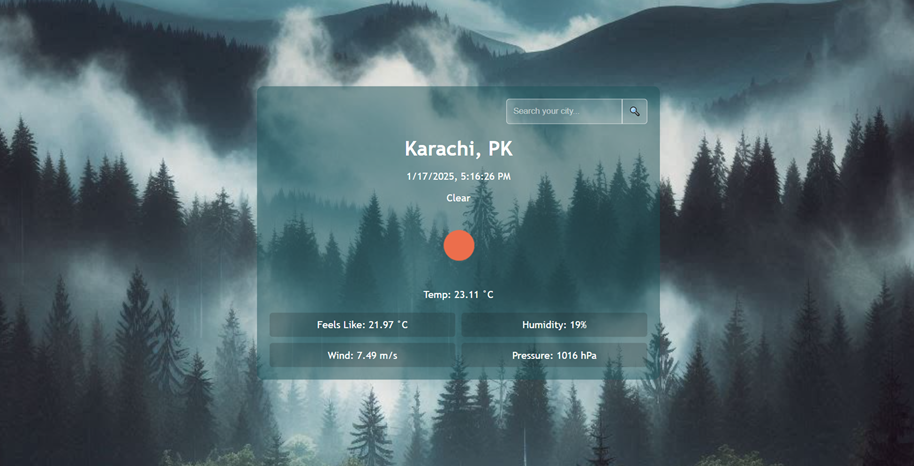 Search your city...
Karachi, PK
1/17/2025, 5:16:26 PM
Clear
Temp: 23.11 °C
Feels Like: 21.97 °C
Humidity: 19%
Wind: 7.49 m/s
Pressure: 1016 hPa